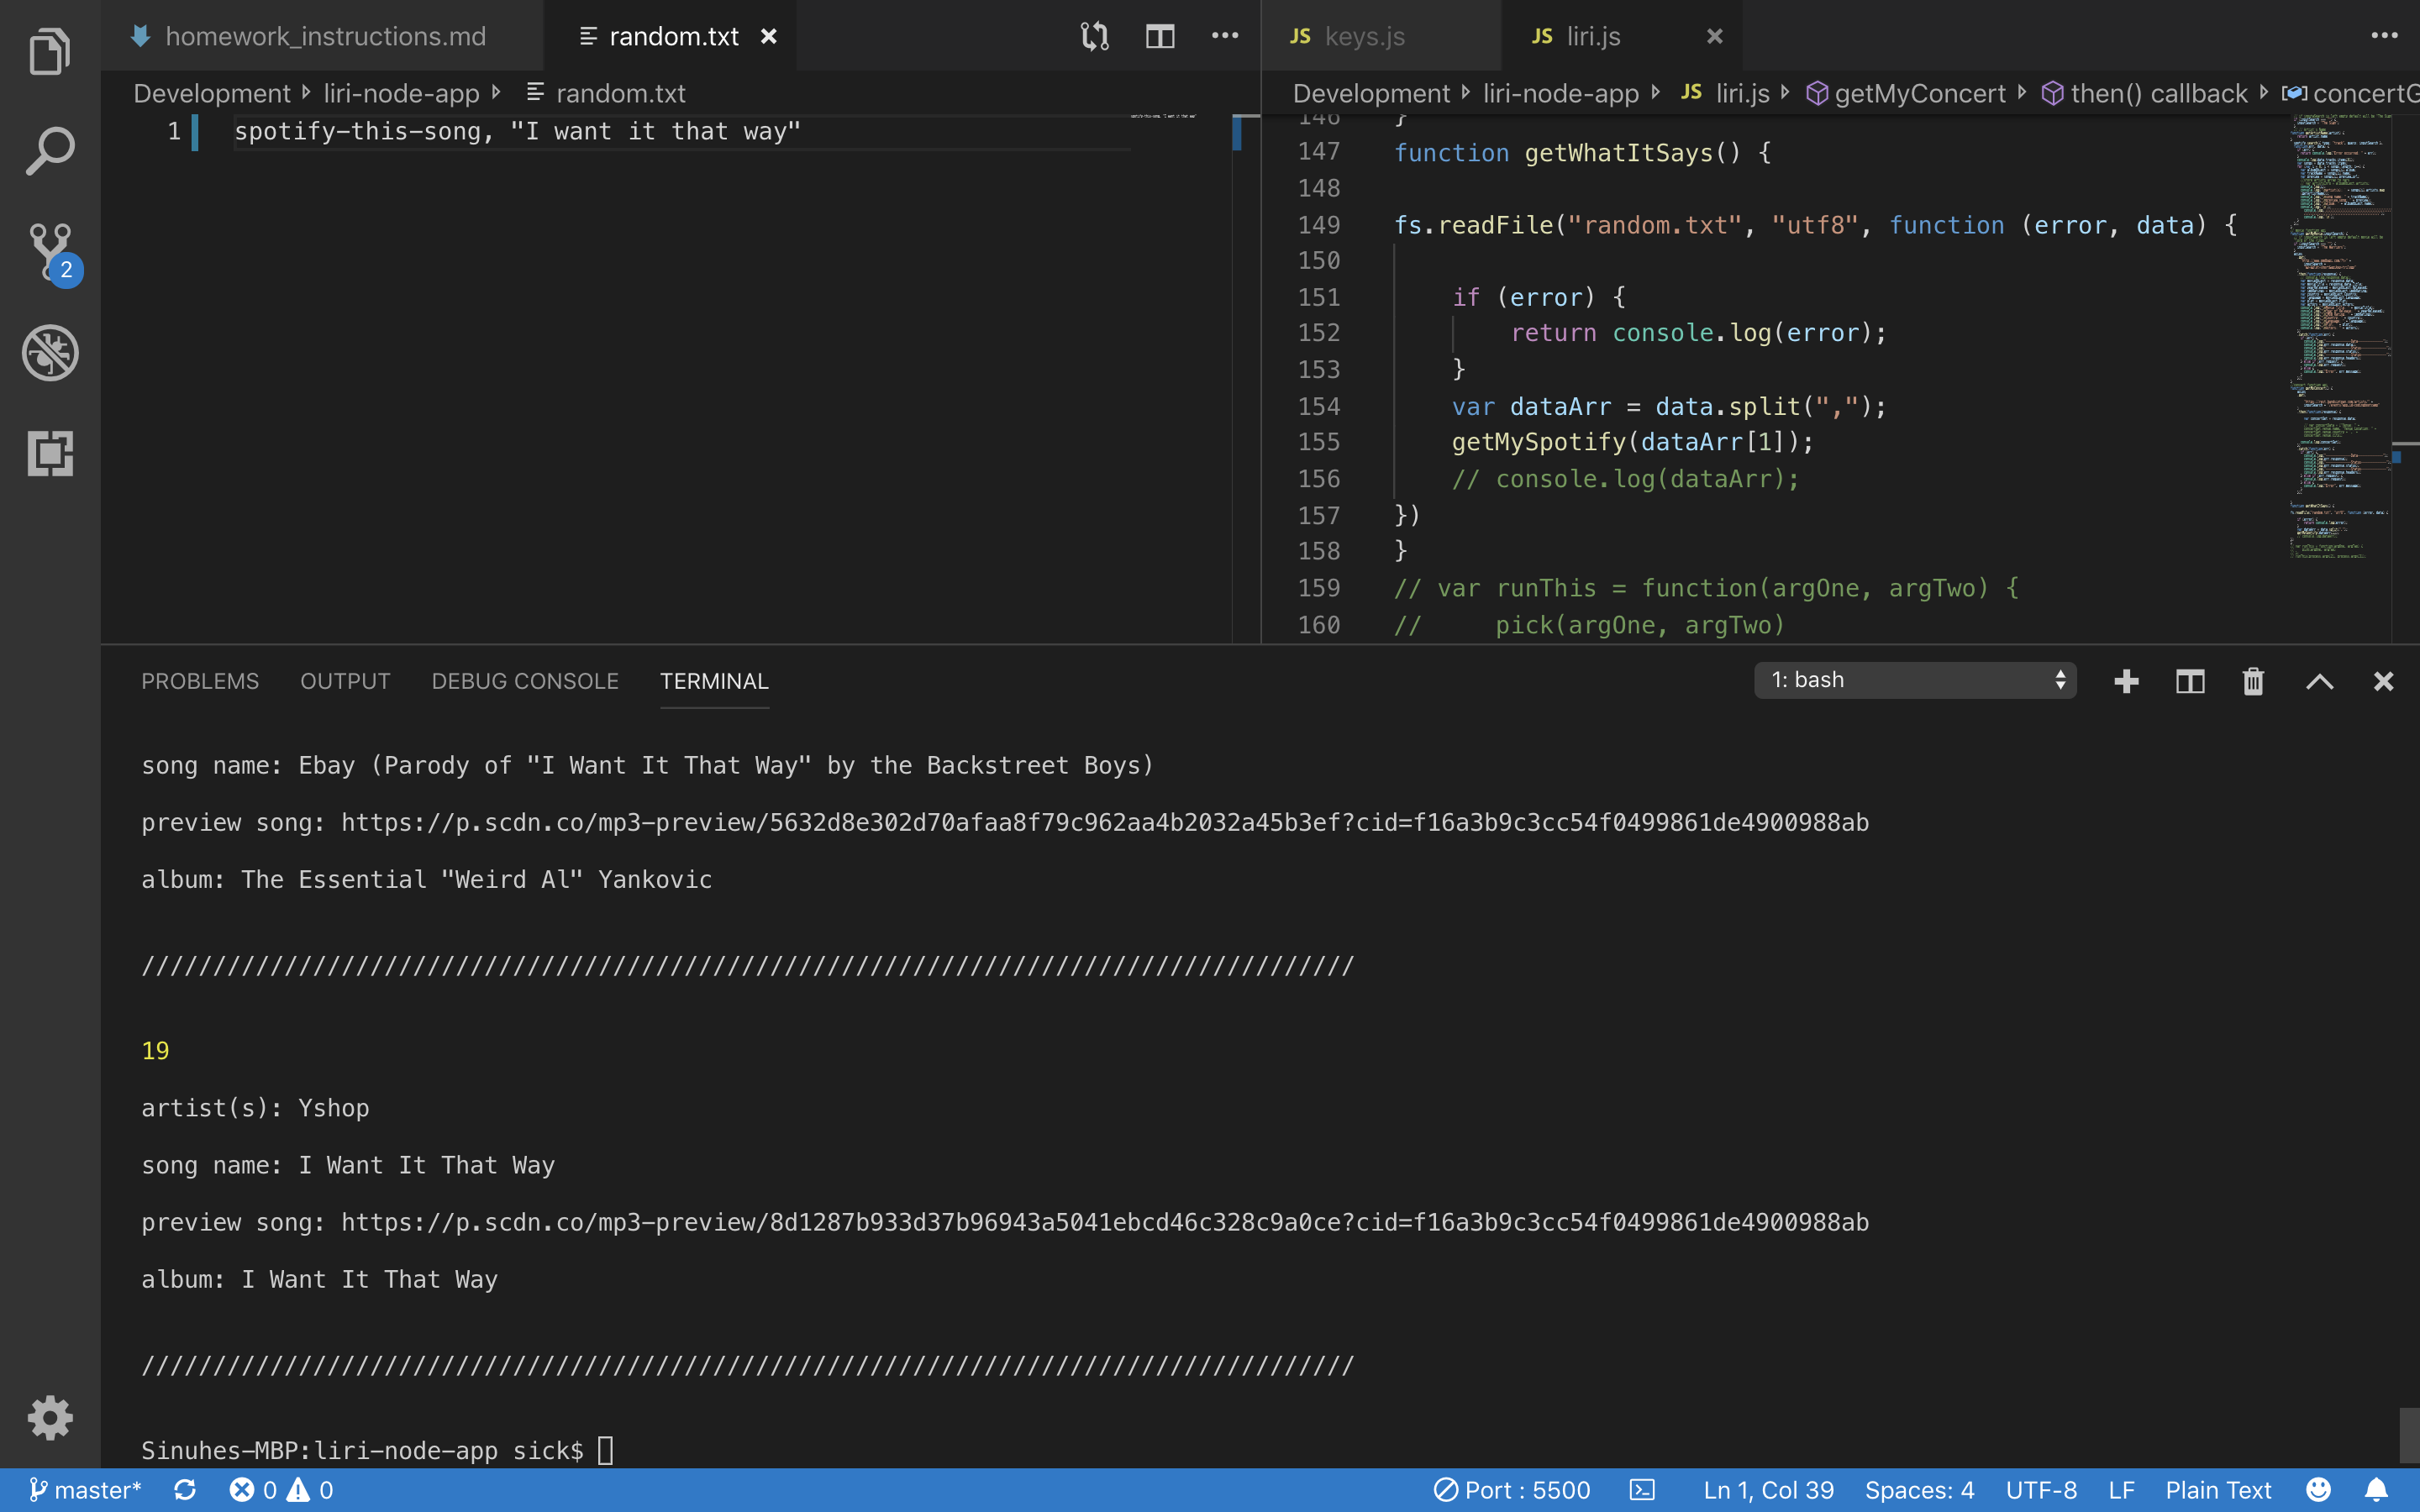 homework_instructions.md
random.txt
JS keys.js
JS liri.js
Development liri-node-app random.txt
Development liri-node-app JS liri.js getMyConcert then() callback concertG
1 spotify-this-song, "I want it that way"
146 }
147 function getWhatItSays() {
148
149 fs.readFile("random.txt", "utf8", function (error, data) {
150
151 if (error) {
152 return console.log(error);
153 }
154 var dataArr = data.split(",");
155 getMySpotify(dataArr[1]);
156 // console.log(dataArr);
157 })
158 }
159 // var runThis = function(argOne, argTwo) {
160 // pick(argOne, argTwo)
2
PROBLEMS OUTPUT DEBUG CONSOLE TERMINAL 1: bash
song name: Ebay (Parody of "I Want It That Way" by the Backstreet Boys)
preview song: https://p.scdn.co/mp3-preview/5632d8e302d70afaa8f79c962aa4b2032a45b3ef?cid=f16a3b9c3cc54f0499861de4900988ab
album: The Essential "Weird Al" Yankovic
/////////////////////////////////////////////////////////////////////////////////////
19
artist(s): Yshop
song name: I Want It That Way
preview song: https://p.scdn.co/mp3-preview/8d1287b933d37b96943a5041ebcd46c328c9a0ce?cid=f16a3b9c3cc54f0499861de4900988ab
album: I Want It That Way
/////////////////////////////////////////////////////////////////////////////////////
Sinuhes-MBP:liri-node-app sick$
master* 0 0 Port : 5500 Ln 1, Col 39 Spaces: 4 UTF-8 LF Plain Text